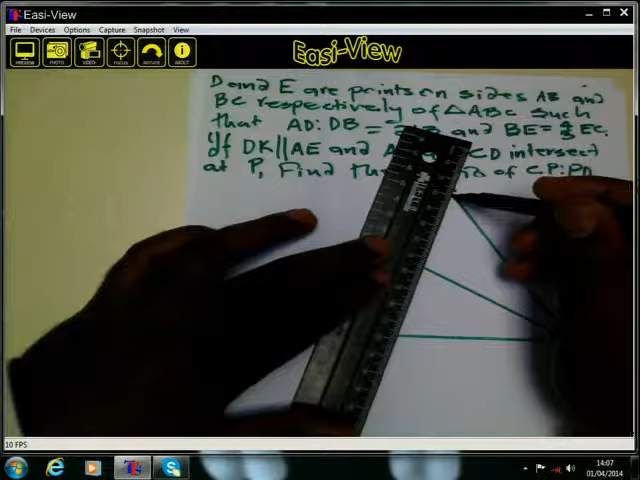 Easi-View
File Devices Options Capture Snapshot View
PREVIEW PHOTO VIDEO FOCUS ROTATE ABOUT
Easi-View
D and E are points on sides AB and
BC respectively of △ABC such
that AD:DB = and BE= EC.
If DK||AE and CD intersect
at P, Find the of CP:PD
10 FPS
14:07
01/04/2014